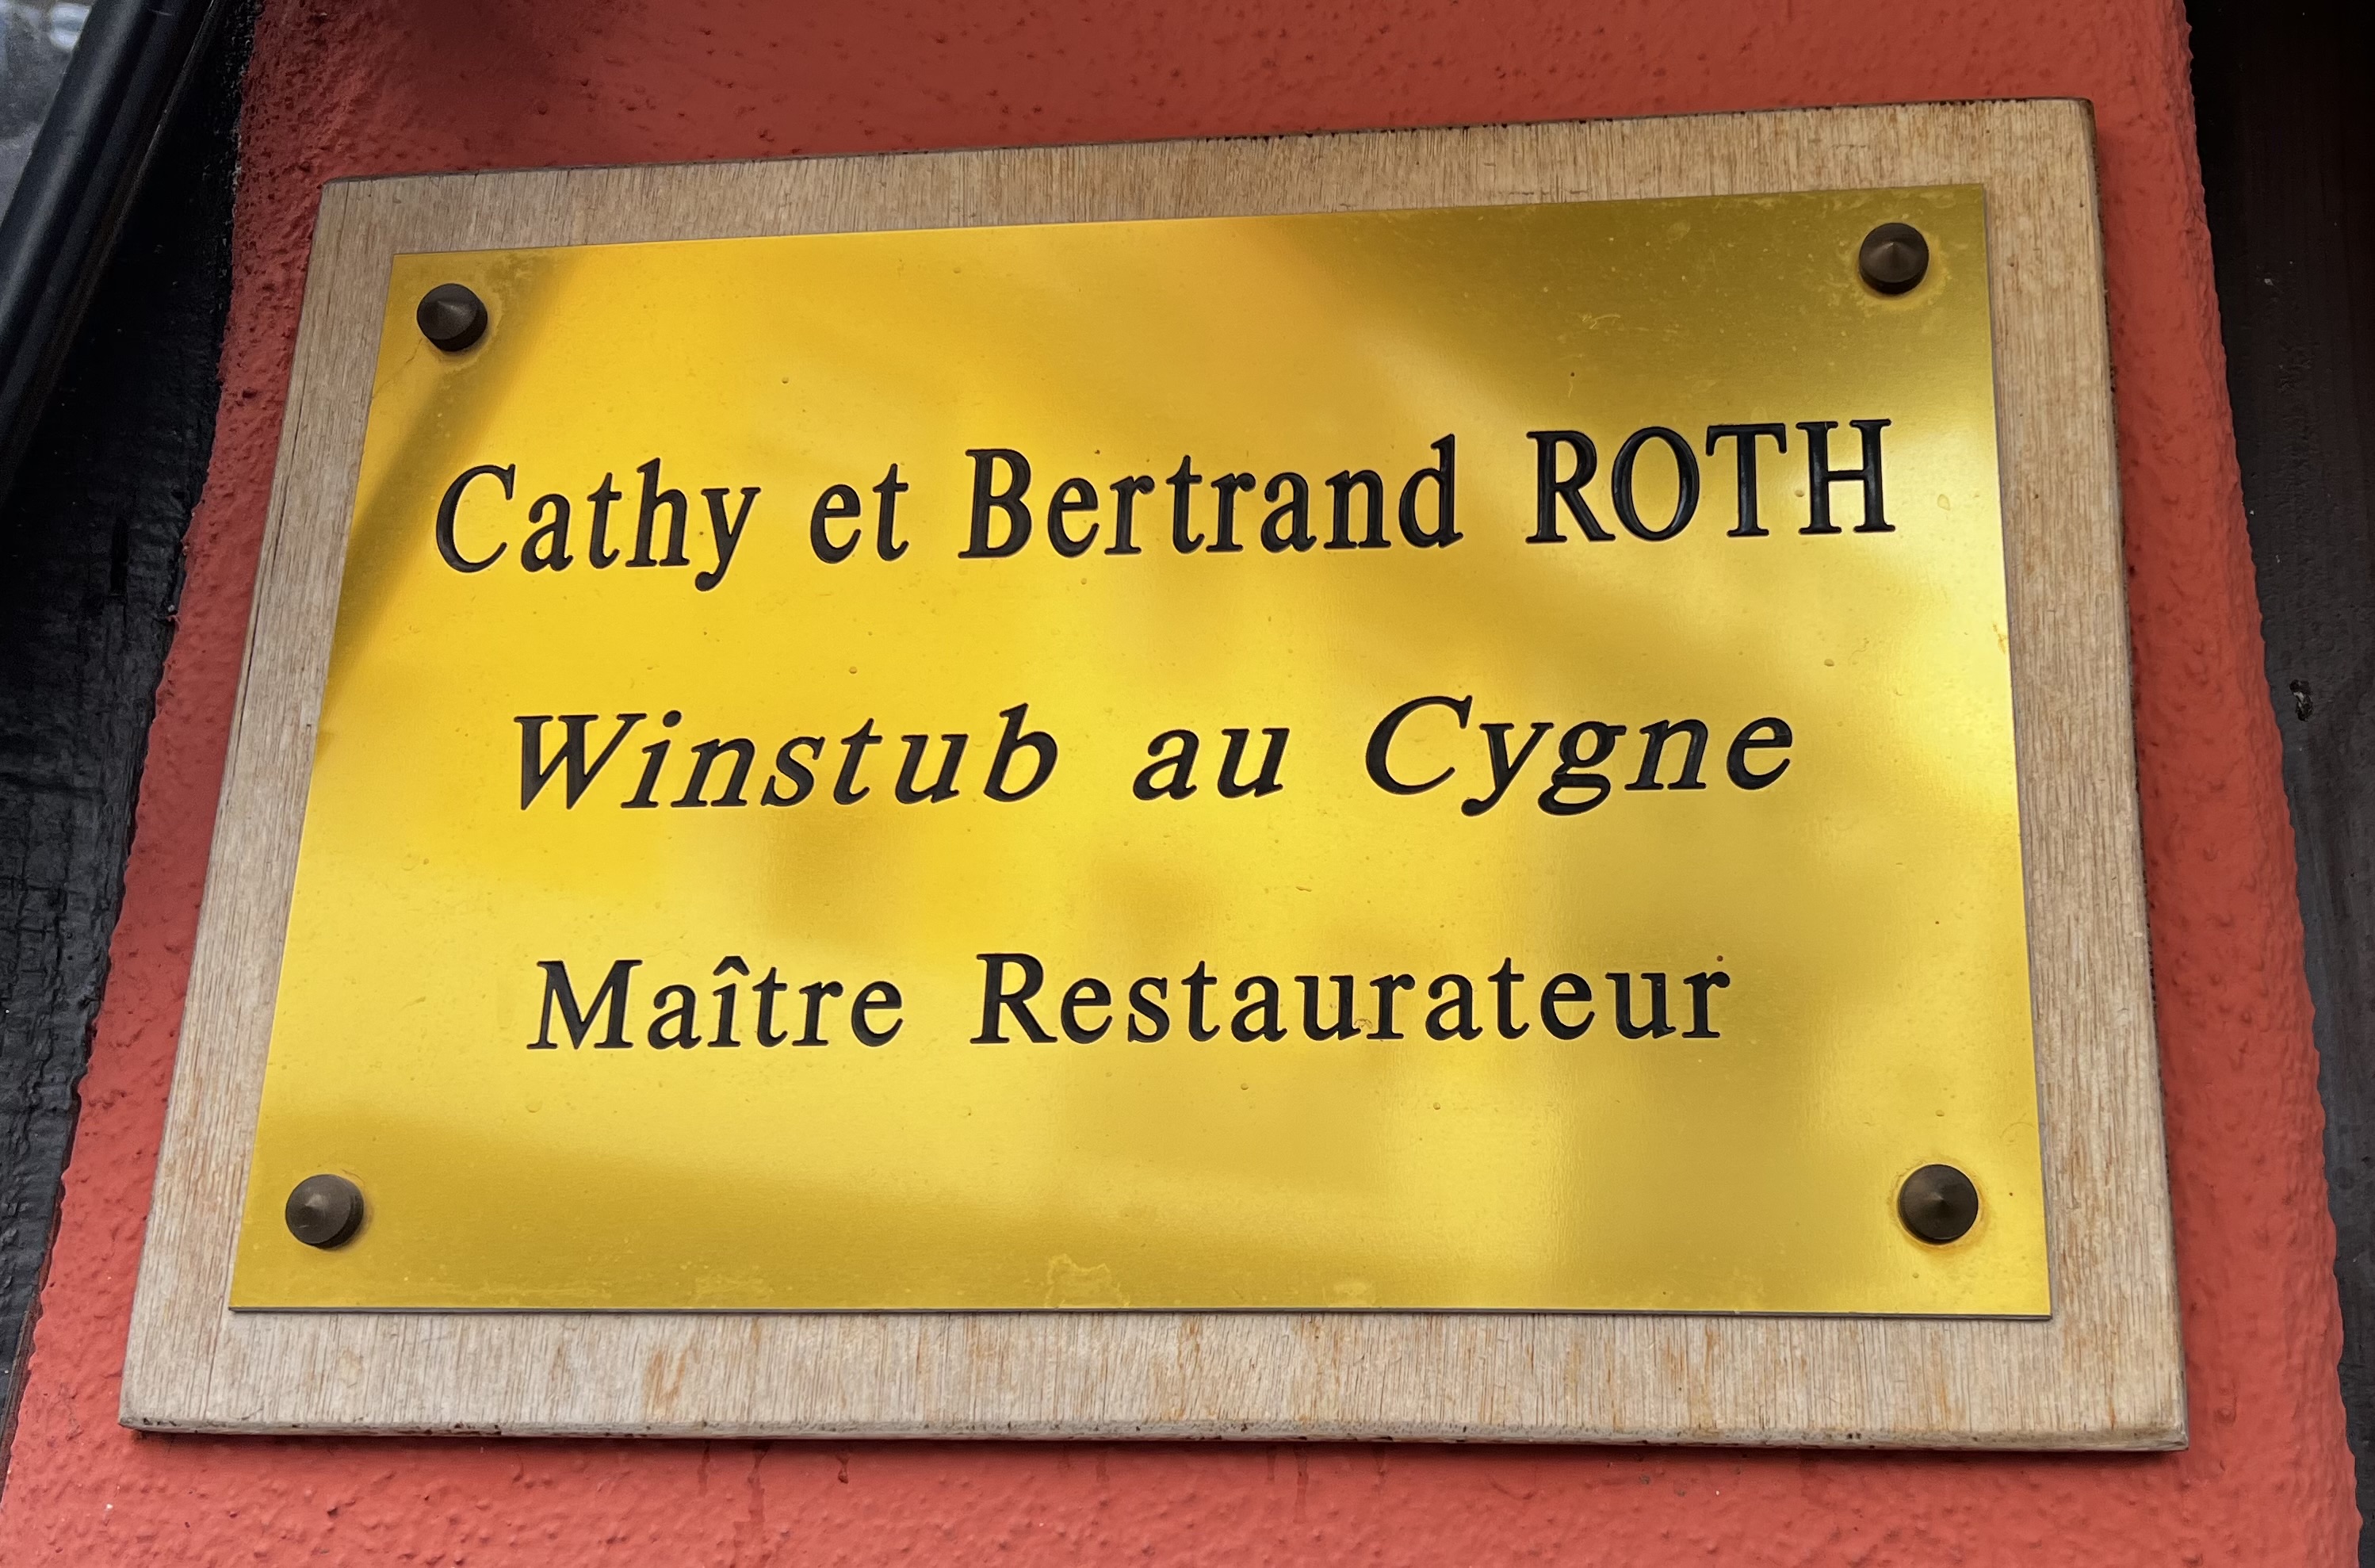 Cathy et Bertrand ROTH
Winstub au Cygne
Maître Restaurateur